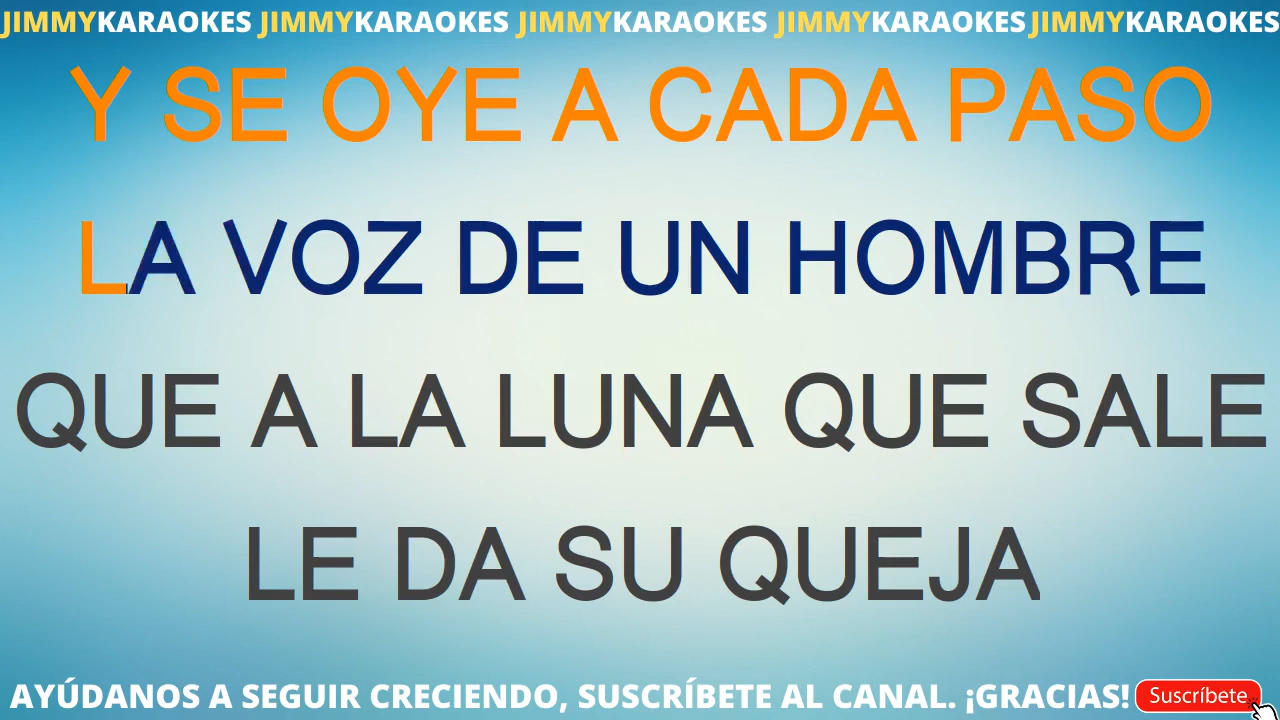 JIMMYKARAOKES JIMMYKARAOKES JIMMYKARAOKES JIMMYKARAOKES JIMMYKARAOKES
Y SE OYE A CADA PASO
LA VOZ DE UN HOMBRE
QUE A LA LUNA QUE SALE
LE DA SU QUEJA
AYÚDANOS A SEGUIR CRECIENDO, SUSCRÍBETE AL CANAL. ¡GRACIAS! Suscríbete